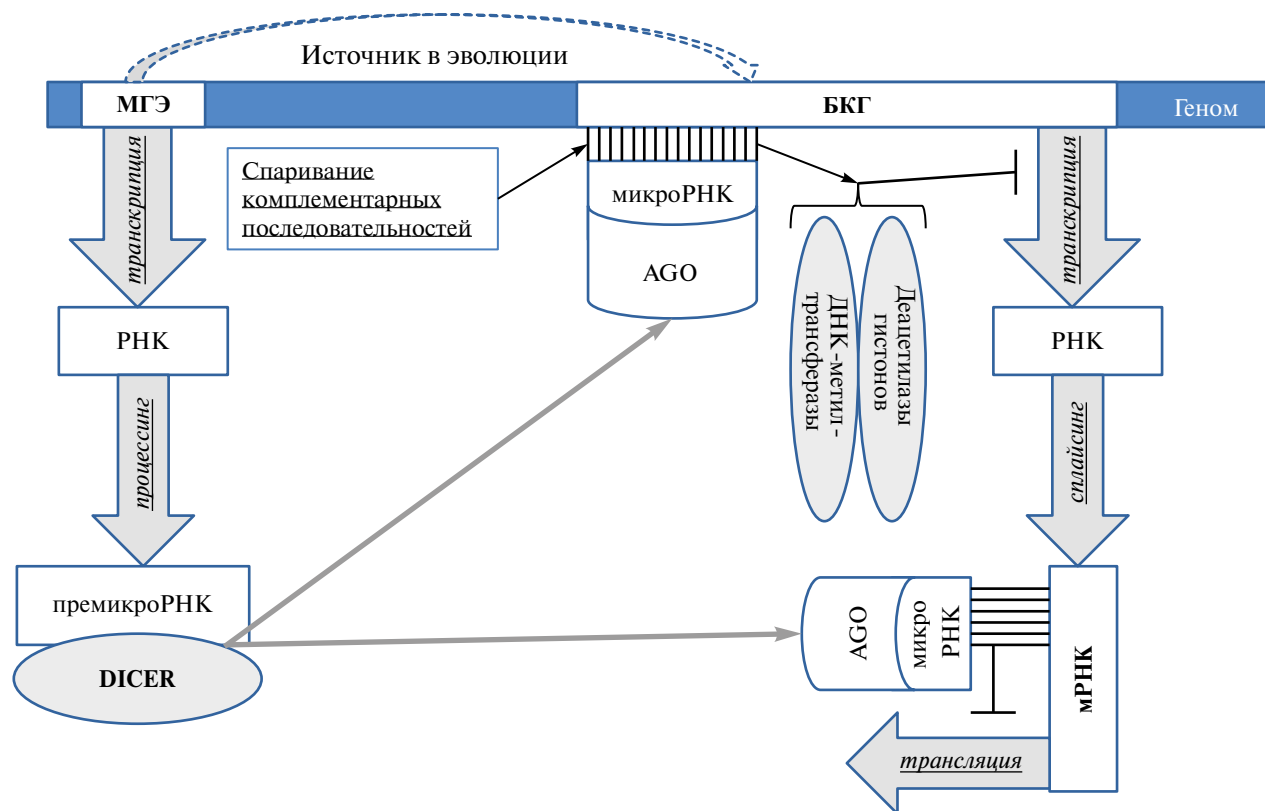 Источник в эволюции
МГЭ
БКГ
Геном
транскрипция
Спаривание
комплементарных
последовательностей
микроРНК
AGO
ДНК-метил-
трансферазы
Деацетилазы
гистонов
транскрипция
РНК
РНК
процессинг
сплайсинг
премикроРНК
DICER
AGO
микро
РНК
мРНК
трансляция